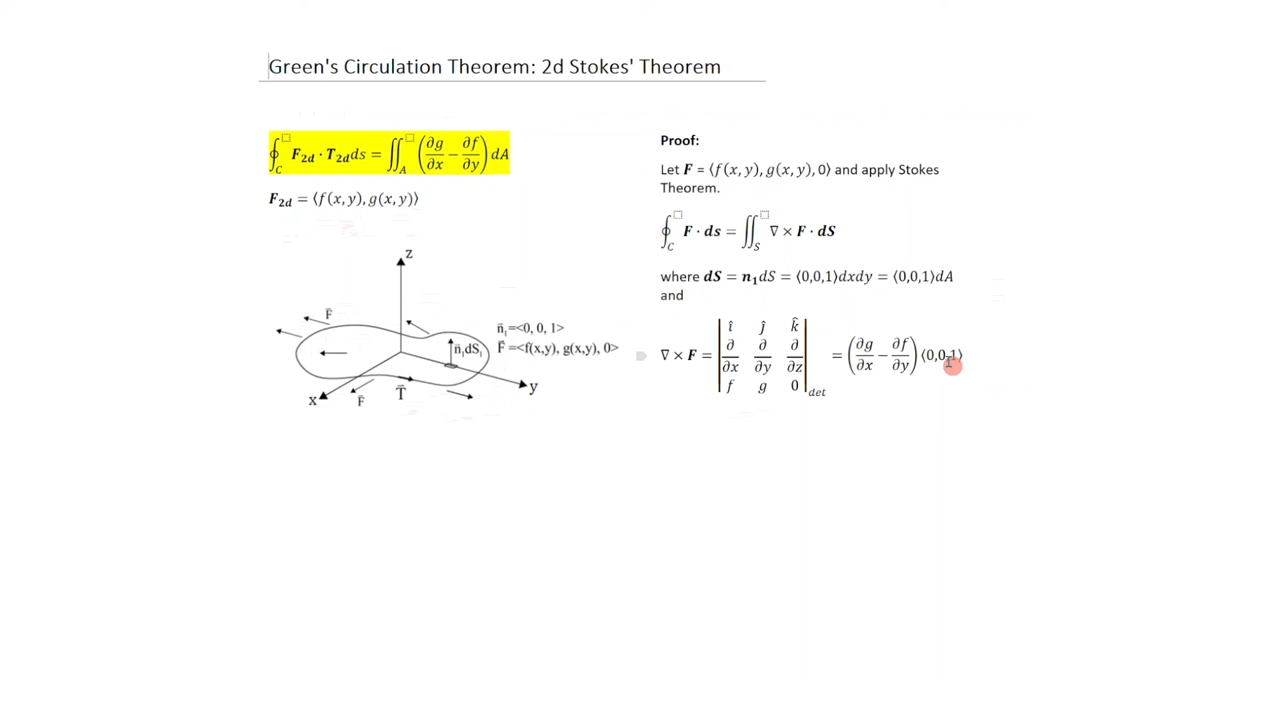 Green's Circulation Theorem: 2d Stokes' Theorem
∮_C F_2d · T_2d ds = ∬_A (∂g/∂x − ∂f/∂y) dA
F_2d = ⟨f(x, y), g(x, y)⟩
z
F⃗
n⃗₁=<0, 0, 1>
n⃗₁dS₁
F⃗ =<f(x,y), g(x,y), 0>
y
x
F⃗
T⃗
Proof:
Let F = ⟨f(x, y), g(x, y), 0⟩ and apply Stokes
Theorem.
∮_C F · ds = ∬_S ∇ × F · dS
where dS = n₁dS = ⟨0,0,1⟩dxdy = ⟨0,0,1⟩dA
and
∇ × F = |î ĵ k̂; ∂/∂x ∂/∂y ∂/∂z; f g 0|_det = (∂g/∂x − ∂f/∂y) ⟨0,0,1⟩